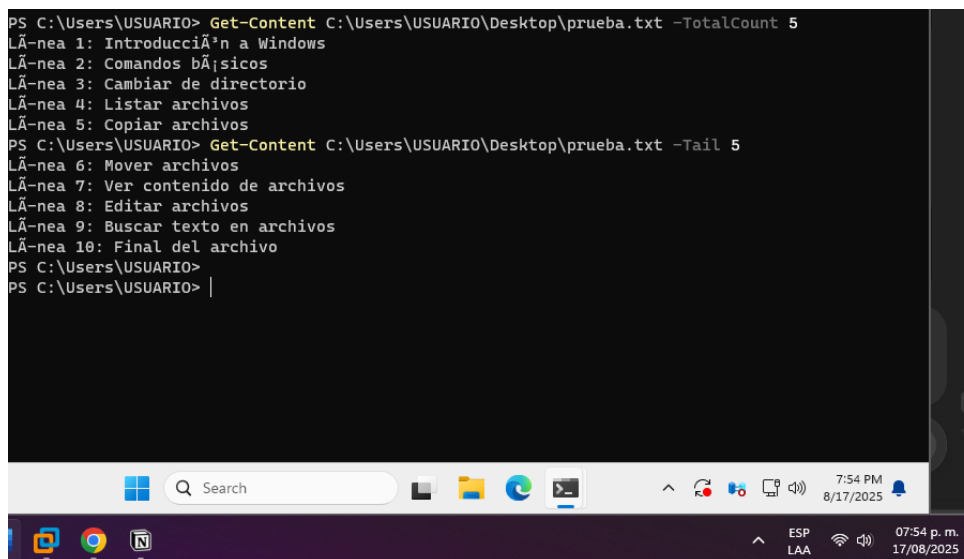 PS C:\Users\USUARIO> Get-Content C:\Users\USUARIO\Desktop\prueba.txt -TotalCount 5
LÃ-nea 1: IntroducciÃ³n a Windows
LÃ-nea 2: Comandos bÃ¡sicos
LÃ-nea 3: Cambiar de directorio
LÃ-nea 4: Listar archivos
LÃ-nea 5: Copiar archivos
PS C:\Users\USUARIO> Get-Content C:\Users\USUARIO\Desktop\prueba.txt -Tail 5
LÃ-nea 6: Mover archivos
LÃ-nea 7: Ver contenido de archivos
LÃ-nea 8: Editar archivos
LÃ-nea 9: Buscar texto en archivos
LÃ-nea 10: Final del archivo
PS C:\Users\USUARIO>
PS C:\Users\USUARIO>
Search
7:54 PM
8/17/2025
ESP
LAA
07:54 p. m.
17/08/2025